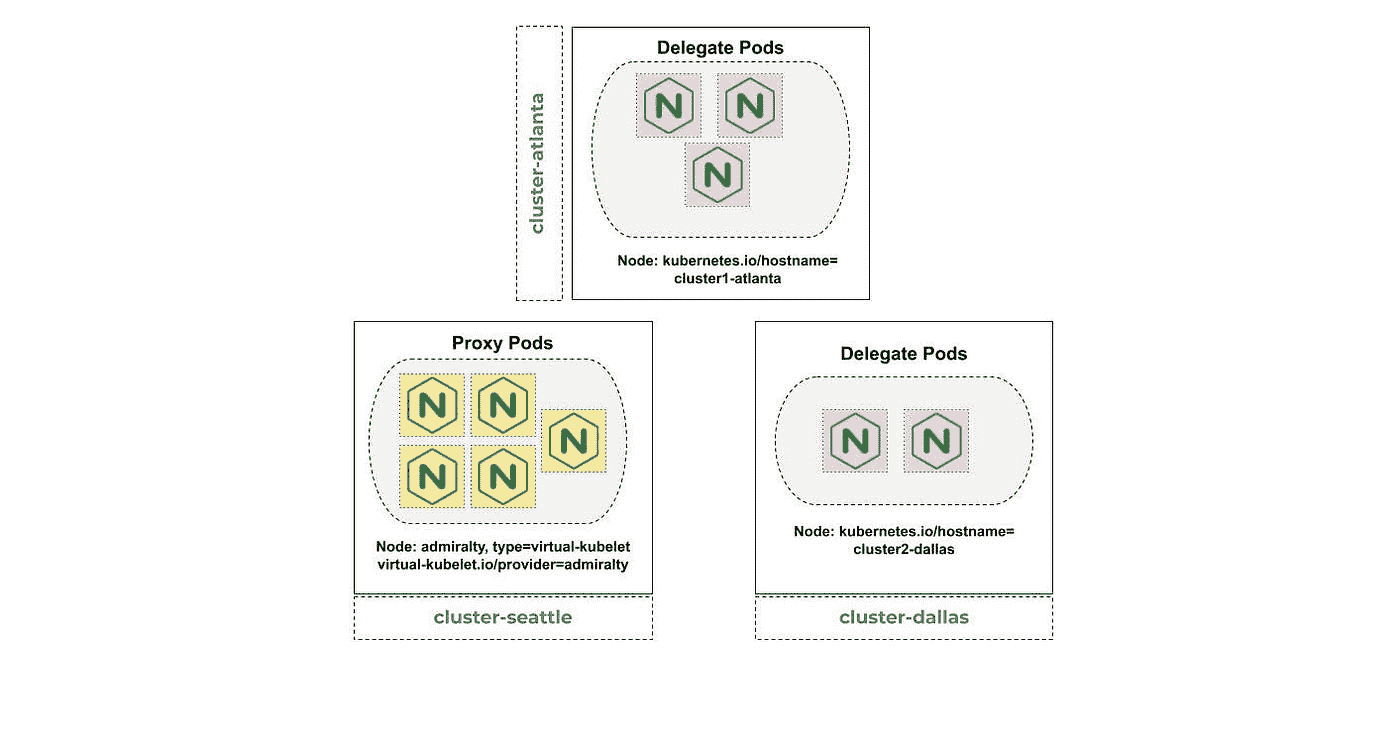 Delegate Pods
N
N
N
cluster-atlanta
Node: kubernetes.io/hostname=
cluster1-atlanta
Proxy Pods
N
N
N
N
N
Node: admiralty, type=virtual-kubelet
virtual-kubelet.io/provider=admiralty
cluster-seattle
Delegate Pods
N
N
Node: kubernetes.io/hostname=
cluster2-dallas
cluster-dallas